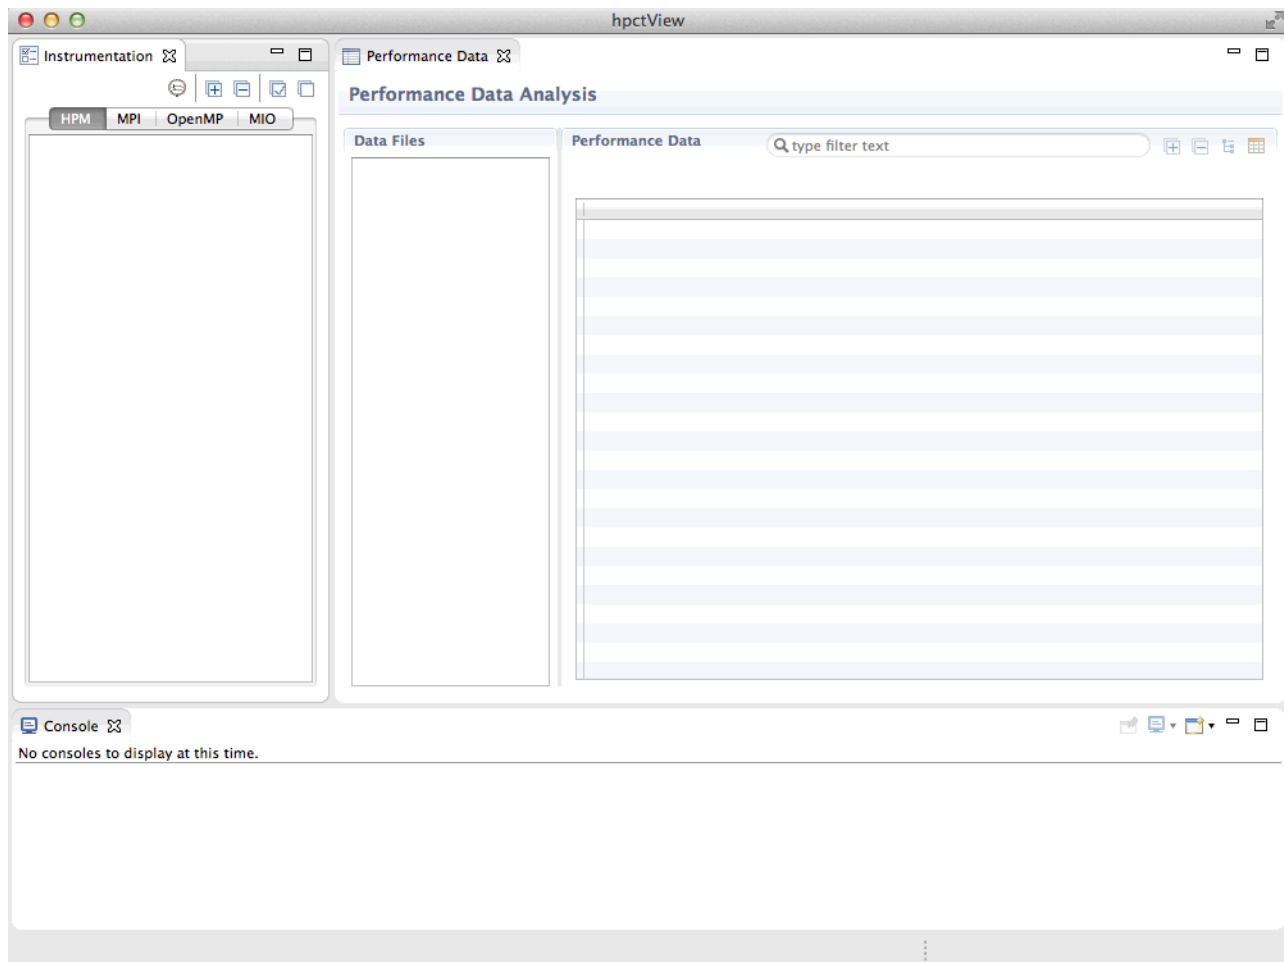 hpctView
Instrumentation
HPM MPI OpenMP MIO
Performance Data
Performance Data Analysis
Data Files
Performance Data
type filter text
Console
No consoles to display at this time.